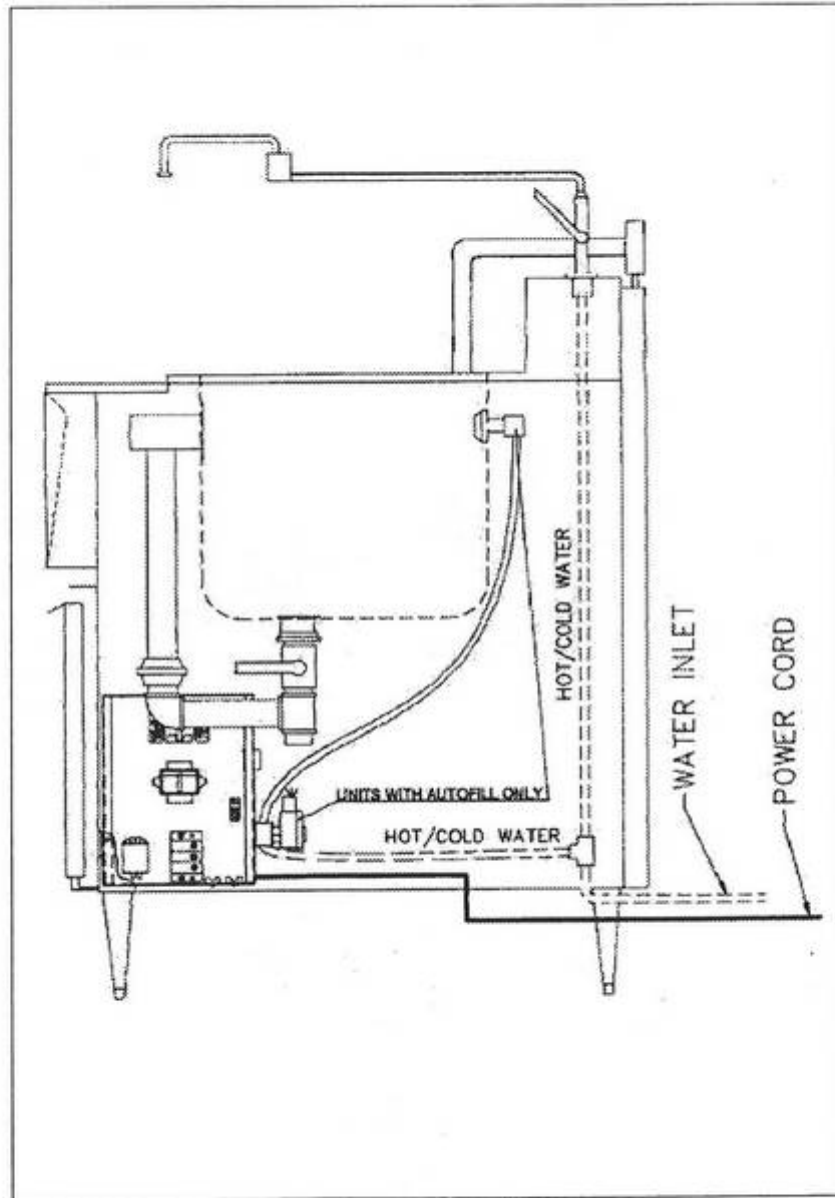 HOT/COLD WATER
WATER INLET
POWER CORD
UNITS WITH AUTOFILL ONLY
HOT/COLD WATER